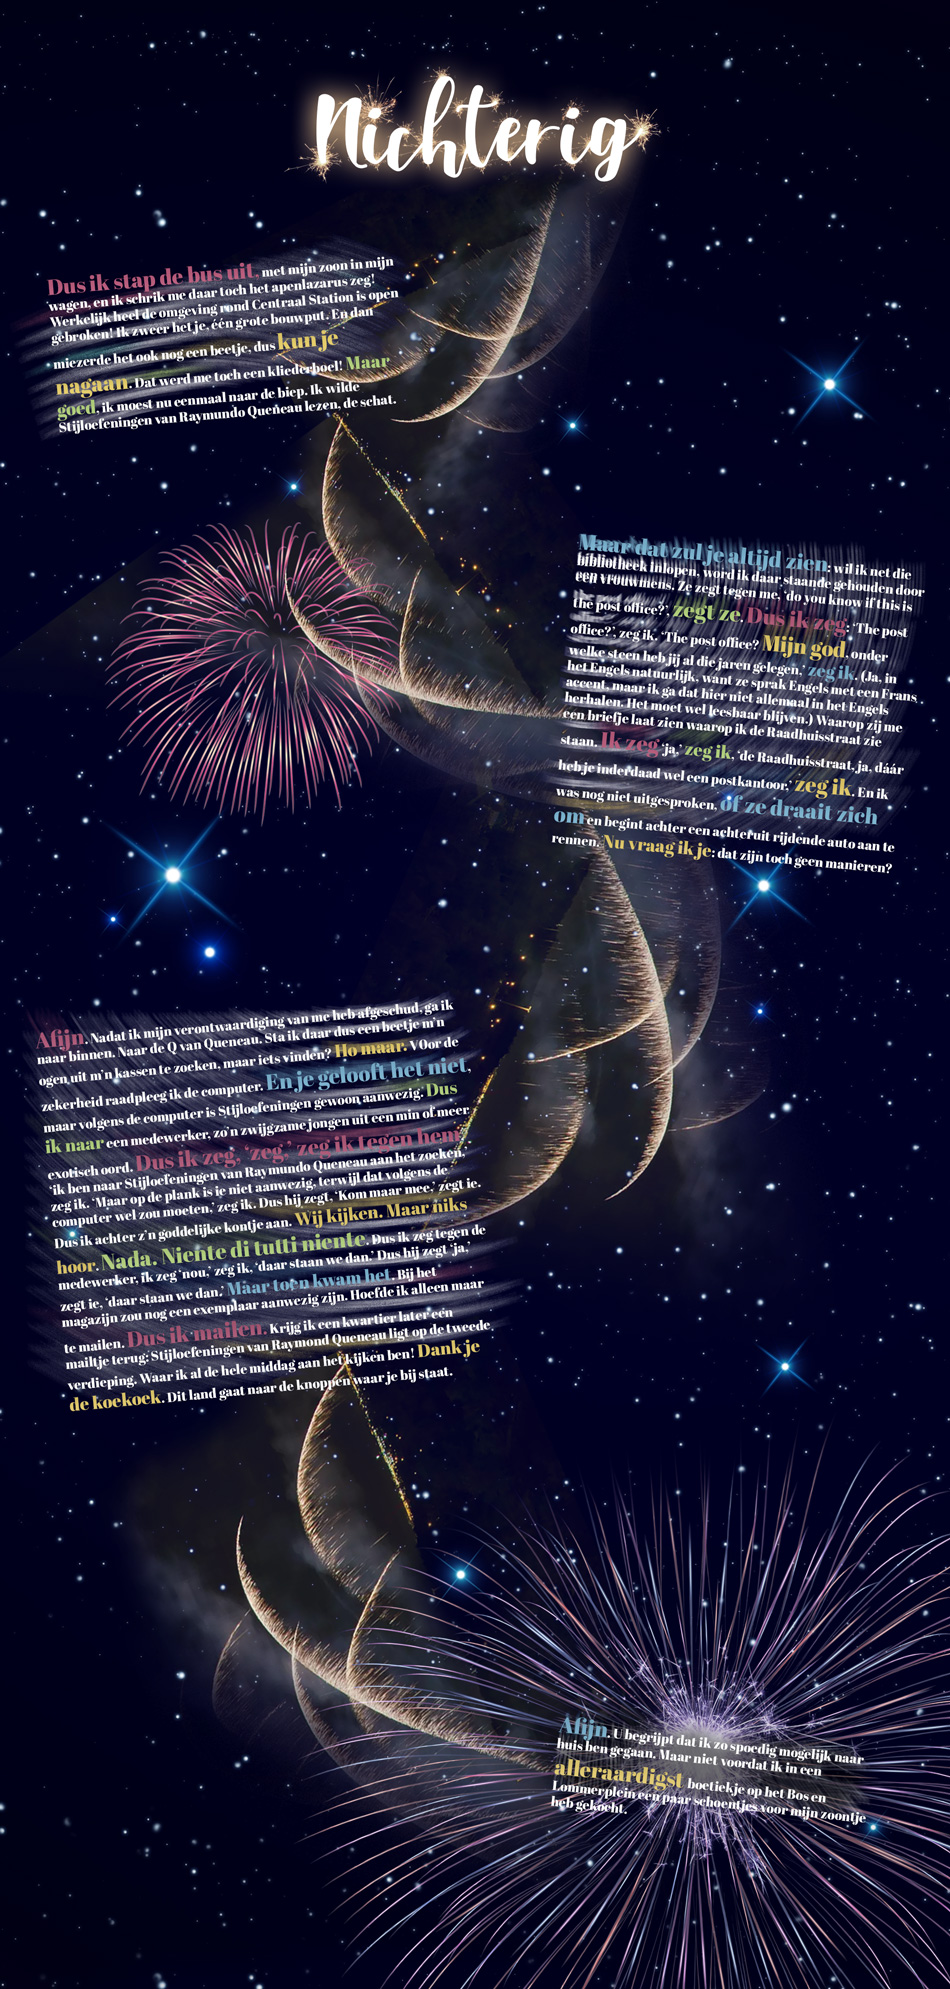 Nichterig
Dus ik stap de bus uit, met mijn zoon in mijn
wagen, en ik schrik me daar toch het apenlazarus zeg!
Werkelijk heel de omgeving rond Centraal Station is open
gebroken! Ik zweer het je, één grote bouwput. En dan
miezerde het ook nog een beetje, dus kun je
nagaan. Dat werd me toch een kliederboel! Maar
goed, ik moest nu eenmaal naar de biep. Ik wilde
Stijloefeningen van Raymundo Queneau lezen, de schat.
Maar dat zul je altijd zien: wil ik net die
bibliotheek inlopen, word ik daar staande gehouden door
een vrouwmens. Ze zegt tegen me, 'do you know if this is
the post office?', zegt ze. Dus ik zeg: 'The post
office?', zeg ik. 'The post office? Mijn god, onder
welke steen heb jij al die jaren gelegen,' zeg ik. (Ja, in
het Engels natuurlijk, want ze sprak Engels met een Frans
accent, maar ik ga dat hier niet allemaal in het Engels
herhalen. Het moet wel leesbaar blijven.) Waarop zij me
een briefje laat zien waarop ik de Raadhuisstraat zie
staan. Ik zeg 'ja,' zeg ik, 'de Raadhuisstraat, ja, dáár
heb je inderdaad wel een postkantoor,' zeg ik. En ik
was nog niet uitgesproken, of ze draait zich
om en begint achter een achteruit rijdende auto aan te
rennen. Nu vraag ik je: dat zijn toch geen manieren?
Afijn. Nadat ik mijn verontwaardiging van me heb afgeschud, ga ik
naar binnen. Naar de Q van Queneau. Sta ik daar dus een beetje m'n
ogen uit m'n kassen te zoeken, maar iets vinden? Ho maar. VOor de
zekerheid raadpleeg ik de computer. En je gelooft het niet,
maar volgens de computer is Stijloefeningen gewoon aanwezig. Dus
ik naar een medewerker, zo'n zwijgzame jongen uit een min of meer
exotisch oord. Dus ik zeg, 'zeg,' zeg ik tegen hem,
'ik ben naar Stijloefeningen van Raymundo Queneau aan het zoeken,'
zeg ik. 'Maar op de plank is ie niet aanwezig, terwijl dat volgens de
computer wel zou moeten,' zeg ik. Dus hij zegt, 'Kom maar mee,' zegt ie.
Dus ik achter z'n goddelijke kontje aan. Wij kijken. Maar niks
hoor. Nada. Niente di tutti niente. Dus ik zeg tegen de
medewerker, ik zeg 'nou,' zeg ik, 'daar staan we dan.' Dus hij zegt 'ja,'
zegt ie, 'daar staan we dan.' Maar toen kwam het. Bij het
magazijn zou nog een exemplaar aanwezig zijn. Hoefde ik alleen maar
te mailen. Dus ik mailen. Krijg ik een kwartier later één
mailtje terug: Stijloefeningen van Raymond Queneau ligt op de tweede
verdieping. Waar ik al de hele middag aan het kijken ben! Dank je
de koekoek. Dit land gaat naar de knoppen waar je bij staat.
Afijn. U begrijpt dat ik zo spoedig mogelijk naar
huis ben gegaan. Maar niet voordat ik in een
alleraardigst boetiekje op het Bos en
Lommerplein een paar schoentjes voor mijn zoontje
heb gekocht.